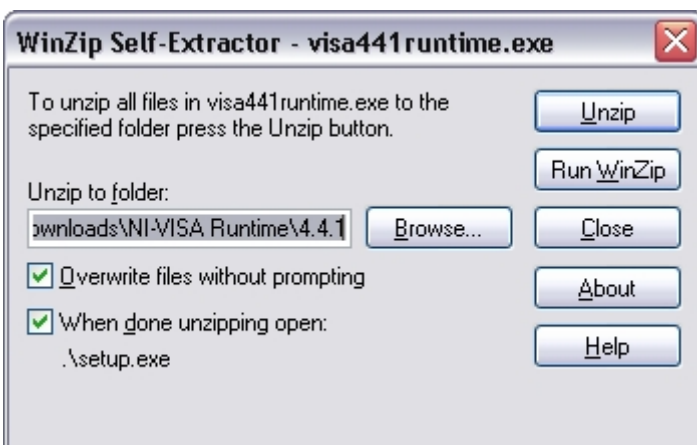 WinZip Self-Extractor - visa441runtime.exe
To unzip all files in visa441runtime.exe to the
specified folder press the Unzip button.
Unzip
Run WinZip
Unzip to folder:
ownloads\NI-VISA Runtime\4.4.1
Browse...
Close
Overwrite files without prompting
About
When done unzipping open:
.\setup.exe
Help